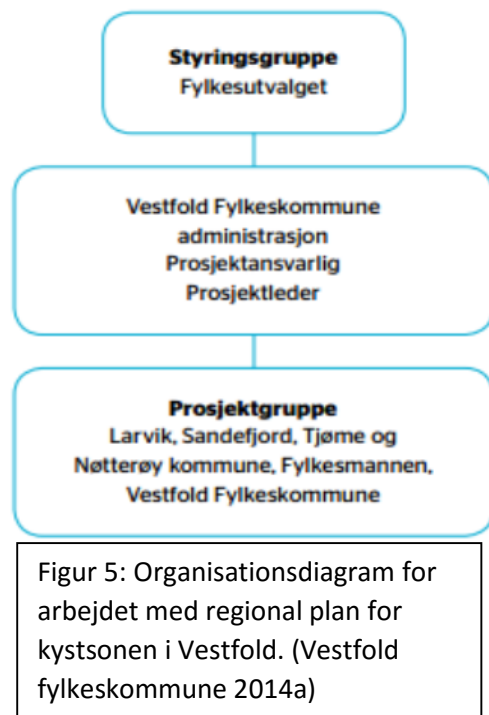 Styringsgruppe
Fylkesutvalget
Vestfold Fylkeskommune
administrasjon
Prosjektansvarlig
Prosjektleder
Prosjektgruppe
Larvik, Sandefjord, Tjøme og
Nøtterøy kommune, Fylkesmannen,
Vestfold Fylkeskommune
Figur 5: Organisationsdiagram for
arbejdet med regional plan for
kystsonen i Vestfold. (Vestfold
fylkeskommune 2014a)